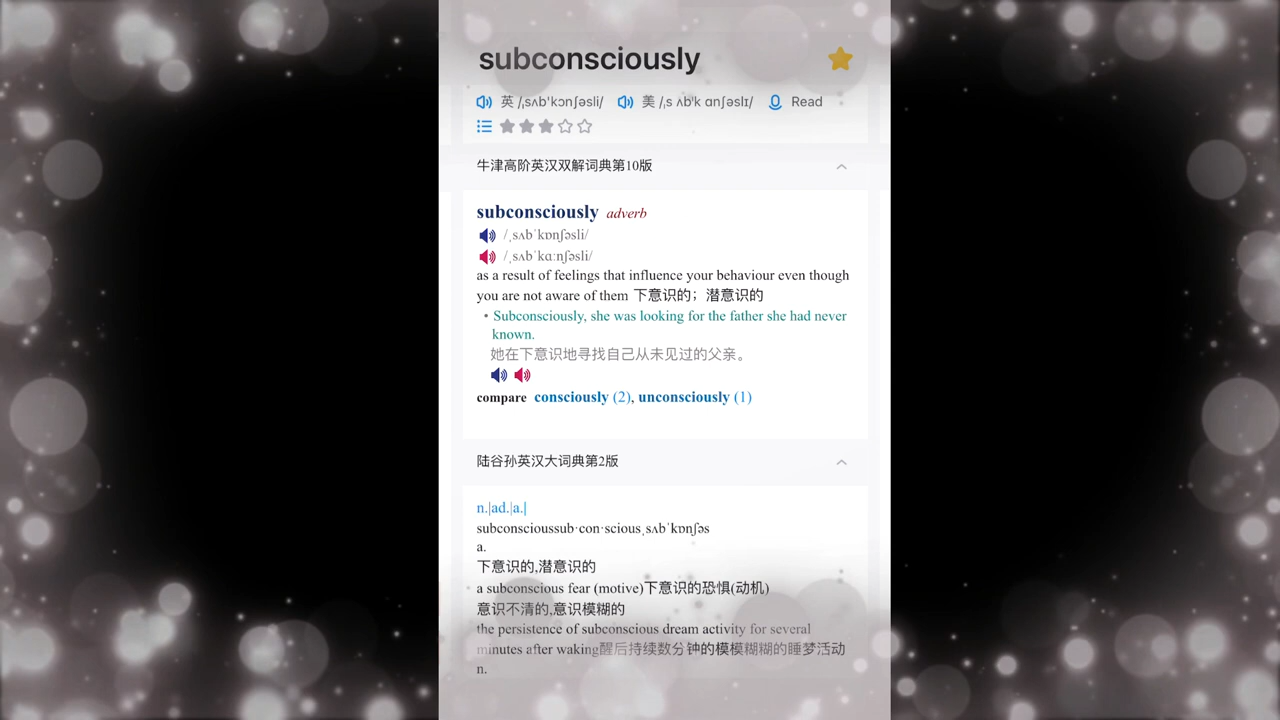 subconsciously
英 /ˌsʌbˈkɔnʃəsli/ 美 /ˌs ʌbˈk ɑnʃəslɪ/ Read
牛津高阶英汉双解词典第10版
subconsciously adverb
/ˌsʌbˈkɒnʃəsli/
/ˌsʌbˈkɑːnʃəsli/
as a result of feelings that influence your behaviour even though
you are not aware of them 下意识的；潜意识的
• Subconsciously, she was looking for the father she had never
known.
她在下意识地寻找自己从未见过的父亲。
compare consciously (2), unconsciously (1)
陆谷孙英汉大词典第2版
n.|ad.|a.|
subconscioussub·con·scious͵sʌbˈkɒnʃəs
a.
下意识的,潜意识的
a subconscious fear (motive)下意识的恐惧(动机)
意识不清的,意识模糊的
the persistence of subconscious dream activity for several
minutes after waking醒后持续数分钟的模模糊糊的睡梦活动
n.